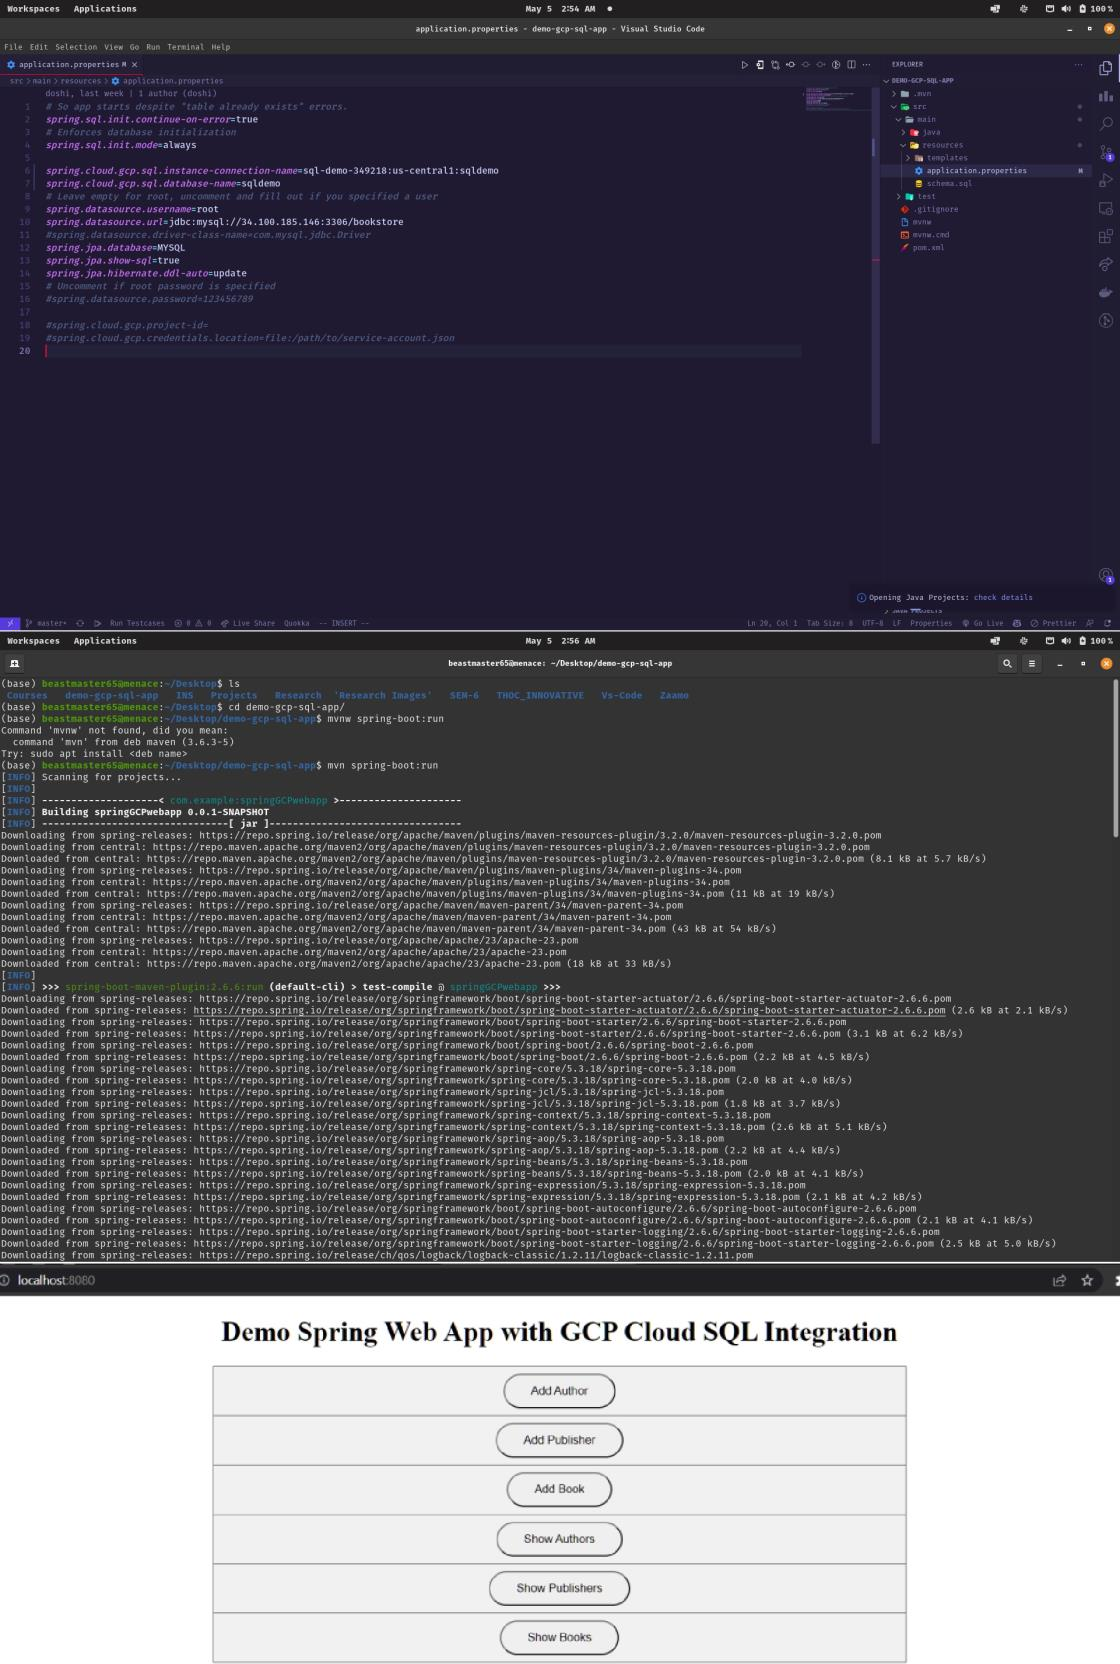 Workspaces Applications May 5 2:54 AM 100%
application.properties - demo-gcp-sql-app - Visual Studio Code
File Edit Selection View Go Run Terminal Help
application.properties M
src > main > resources > application.properties
doshi, last week | 1 author (doshi)
1 # So app starts despite "table already exists" errors.
2 spring.sql.init.continue-on-error=true
3 # Enforces database initialization
4 spring.sql.init.mode=always
5
6 spring.cloud.gcp.sql.instance-connection-name=sql-demo-349218:us-central1:sqldemo
7 spring.cloud.gcp.sql.database-name=sqldemo
8 # Leave empty for root, uncomment and fill out if you specified a user
9 spring.datasource.username=root
10 spring.datasource.url=jdbc:mysql://34.100.185.146:3306/bookstore
11 #spring.datasource.driver-class-name=com.mysql.jdbc.Driver
12 spring.jpa.database=MYSQL
13 spring.jpa.show-sql=true
14 spring.jpa.hibernate.ddl-auto=update
15 # Uncomment if root password is specified
16 #spring.datasource.password=123456789
17
18 #spring.cloud.gcp.project-id=
19 #spring.cloud.gcp.credentials.location=file:/path/to/service-account.json
20
EXPLORER
DEMO-GCP-SQL-APP
.mvn
src
main
java
resources
templates
application.properties M
schema.sql
test
.gitignore
mvnw
mvnw.cmd
pom.xml
Opening Java Projects: check details
JAVA PROJECTS
master* Run Testcases 0 0 Live Share Quokka -- INSERT -- Ln 20, Col 1 Tab Size: 8 UTF-8 LF Properties Go Live Prettier
Workspaces Applications May 5 2:56 AM 100%
beastmaster65@menace: ~/Desktop/demo-gcp-sql-app
(base) beastmaster65@menace:~/Desktop$ ls
Courses demo-gcp-sql-app INS Projects Research 'Research Images' SEM-6 THOC_INNOVATIVE Vs-Code Zaamo
(base) beastmaster65@menace:~/Desktop$ cd demo-gcp-sql-app/
(base) beastmaster65@menace:~/Desktop/demo-gcp-sql-app$ mvnw spring-boot:run
Command 'mvnw' not found, did you mean:
command 'mvn' from deb maven (3.6.3-5)
Try: sudo apt install <deb name>
(base) beastmaster65@menace:~/Desktop/demo-gcp-sql-app$ mvn spring-boot:run
[INFO] Scanning for projects...
[INFO]
[INFO] --------------------< com.example:springGCPwebapp >---------------------
[INFO] Building springGCPwebapp 0.0.1-SNAPSHOT
[INFO] --------------------------------[ jar ]---------------------------------
Downloading from spring-releases: https://repo.spring.io/release/org/apache/maven/plugins/maven-resources-plugin/3.2.0/maven-resources-plugin-3.2.0.pom
Downloading from central: https://repo.maven.apache.org/maven2/org/apache/maven/plugins/maven-resources-plugin/3.2.0/maven-resources-plugin-3.2.0.pom
Downloaded from central: https://repo.maven.apache.org/maven2/org/apache/maven/plugins/maven-resources-plugin/3.2.0/maven-resources-plugin-3.2.0.pom (8.1 kB at 5.7 kB/s)
Downloading from spring-releases: https://repo.spring.io/release/org/apache/maven/plugins/maven-plugins/34/maven-plugins-34.pom
Downloading from central: https://repo.maven.apache.org/maven2/org/apache/maven/plugins/maven-plugins/34/maven-plugins-34.pom
Downloaded from central: https://repo.maven.apache.org/maven2/org/apache/maven/plugins/maven-plugins/34/maven-plugins-34.pom (11 kB at 19 kB/s)
Downloading from spring-releases: https://repo.spring.io/release/org/apache/maven/maven-parent/34/maven-parent-34.pom
Downloading from central: https://repo.maven.apache.org/maven2/org/apache/maven/maven-parent/34/maven-parent-34.pom
Downloaded from central: https://repo.maven.apache.org/maven2/org/apache/maven/maven-parent/34/maven-parent-34.pom (43 kB at 54 kB/s)
Downloading from spring-releases: https://repo.spring.io/release/org/apache/apache/23/apache-23.pom
Downloading from central: https://repo.maven.apache.org/maven2/org/apache/apache/23/apache-23.pom
Downloaded from central: https://repo.maven.apache.org/maven2/org/apache/apache/23/apache-23.pom (18 kB at 33 kB/s)
[INFO]
[INFO] >>> spring-boot-maven-plugin:2.6.6:run (default-cli) > test-compile @ springGCPwebapp >>>
Downloading from spring-releases: https://repo.spring.io/release/org/springframework/boot/spring-boot-starter-actuator/2.6.6/spring-boot-starter-actuator-2.6.6.pom
Downloaded from spring-releases: https://repo.spring.io/release/org/springframework/boot/spring-boot-starter-actuator/2.6.6/spring-boot-starter-actuator-2.6.6.pom (2.6 kB at 2.1 kB/s)
Downloading from spring-releases: https://repo.spring.io/release/org/springframework/boot/spring-boot-starter/2.6.6/spring-boot-starter-2.6.6.pom
Downloaded from spring-releases: https://repo.spring.io/release/org/springframework/boot/spring-boot-starter/2.6.6/spring-boot-starter-2.6.6.pom (3.1 kB at 6.2 kB/s)
Downloading from spring-releases: https://repo.spring.io/release/org/springframework/boot/spring-boot/2.6.6/spring-boot-2.6.6.pom
Downloaded from spring-releases: https://repo.spring.io/release/org/springframework/boot/spring-boot/2.6.6/spring-boot-2.6.6.pom (2.2 kB at 4.5 kB/s)
Downloading from spring-releases: https://repo.spring.io/release/org/springframework/spring-core/5.3.18/spring-core-5.3.18.pom
Downloaded from spring-releases: https://repo.spring.io/release/org/springframework/spring-core/5.3.18/spring-core-5.3.18.pom (2.0 kB at 4.0 kB/s)
Downloading from spring-releases: https://repo.spring.io/release/org/springframework/spring-jcl/5.3.18/spring-jcl-5.3.18.pom
Downloaded from spring-releases: https://repo.spring.io/release/org/springframework/spring-jcl/5.3.18/spring-jcl-5.3.18.pom (1.8 kB at 3.7 kB/s)
Downloading from spring-releases: https://repo.spring.io/release/org/springframework/spring-context/5.3.18/spring-context-5.3.18.pom
Downloaded from spring-releases: https://repo.spring.io/release/org/springframework/spring-context/5.3.18/spring-context-5.3.18.pom (2.6 kB at 5.1 kB/s)
Downloading from spring-releases: https://repo.spring.io/release/org/springframework/spring-aop/5.3.18/spring-aop-5.3.18.pom
Downloaded from spring-releases: https://repo.spring.io/release/org/springframework/spring-aop/5.3.18/spring-aop-5.3.18.pom (2.2 kB at 4.4 kB/s)
Downloading from spring-releases: https://repo.spring.io/release/org/springframework/spring-beans/5.3.18/spring-beans-5.3.18.pom
Downloaded from spring-releases: https://repo.spring.io/release/org/springframework/spring-beans/5.3.18/spring-beans-5.3.18.pom (2.0 kB at 4.1 kB/s)
Downloading from spring-releases: https://repo.spring.io/release/org/springframework/spring-expression/5.3.18/spring-expression-5.3.18.pom
Downloaded from spring-releases: https://repo.spring.io/release/org/springframework/spring-expression/5.3.18/spring-expression-5.3.18.pom (2.1 kB at 4.2 kB/s)
Downloading from spring-releases: https://repo.spring.io/release/org/springframework/boot/spring-boot-autoconfigure/2.6.6/spring-boot-autoconfigure-2.6.6.pom
Downloaded from spring-releases: https://repo.spring.io/release/org/springframework/boot/spring-boot-autoconfigure/2.6.6/spring-boot-autoconfigure-2.6.6.pom (2.1 kB at 4.1 kB/s)
Downloading from spring-releases: https://repo.spring.io/release/org/springframework/boot/spring-boot-starter-logging/2.6.6/spring-boot-starter-logging-2.6.6.pom
Downloaded from spring-releases: https://repo.spring.io/release/org/springframework/boot/spring-boot-starter-logging/2.6.6/spring-boot-starter-logging-2.6.6.pom (2.5 kB at 5.0 kB/s)
Downloading from spring-releases: https://repo.spring.io/release/ch/qos/logback/logback-classic/1.2.11/logback-classic-1.2.11.pom
localhost:8080
Demo Spring Web App with GCP Cloud SQL Integration
Add Author
Add Publisher
Add Book
Show Authors
Show Publishers
Show Books